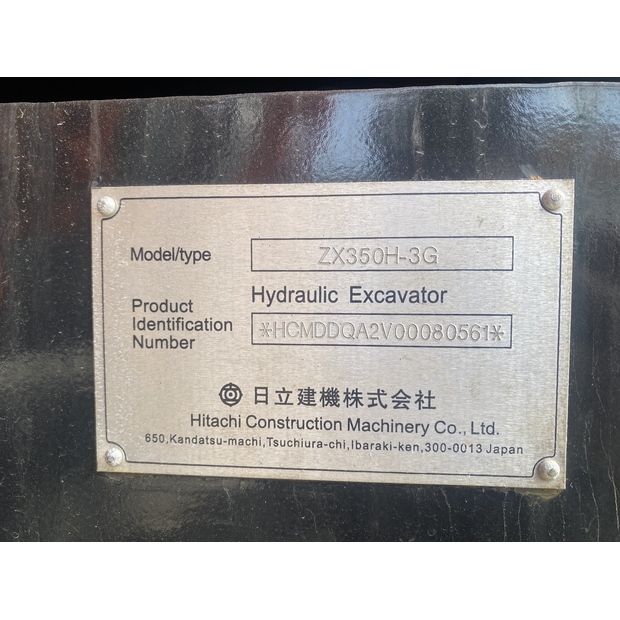 Model/type ZX350H-3G
Hydraulic Excavator
Product
Identification
Number
*HCMDDQA2V00080561*
日立建機株式会社
Hitachi Construction Machinery Co., Ltd.
650,Kandatsu-machi,Tsuchiura-chi,Ibaraki-ken,300-0013 Japan